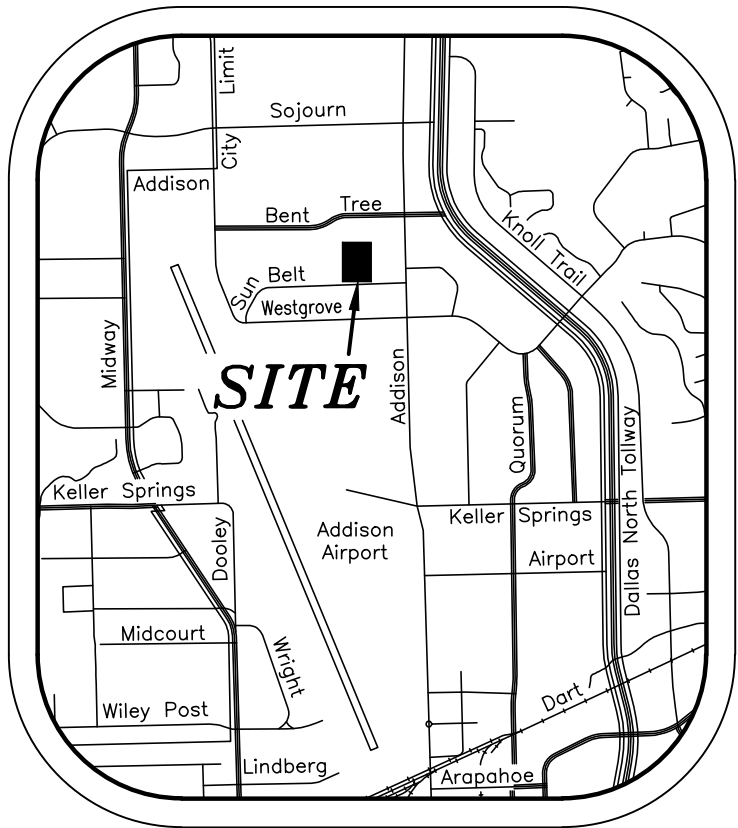 Limit
Sojourn
City
Addison
Bent Tree
Knoll Trail
Sun Belt
Westgrove
Midway
SITE
Addison
Quorum
Dallas North Tollway
Keller Springs
Keller Springs
Dooley
Addison
Airport
Airport
Midcourt
Wright
Dart
Wiley Post
Lindberg
Arapahoe